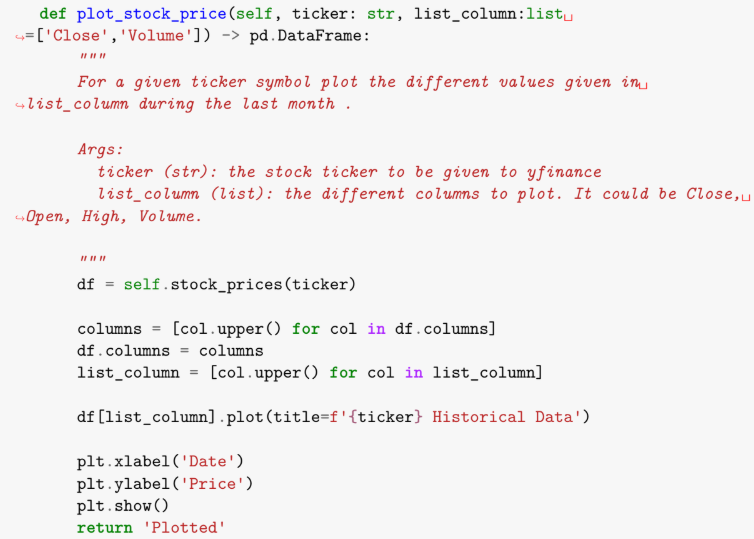 def plot_stock_price(self, ticker: str, list_column:list␣
↪=['Close','Volume']) -> pd.DataFrame:
"""
For a given ticker symbol plot the different values given in␣
↪list_column during the last month .
Args:
ticker (str): the stock ticker to be given to yfinance
list_column (list): the different columns to plot. It could be Close,␣
↪Open, High, Volume.
"""
df = self.stock_prices(ticker)
columns = [col.upper() for col in df.columns]
df.columns = columns
list_column = [col.upper() for col in list_column]
df[list_column].plot(title=f'{ticker} Historical Data')
plt.xlabel('Date')
plt.ylabel('Price')
plt.show()
return 'Plotted'